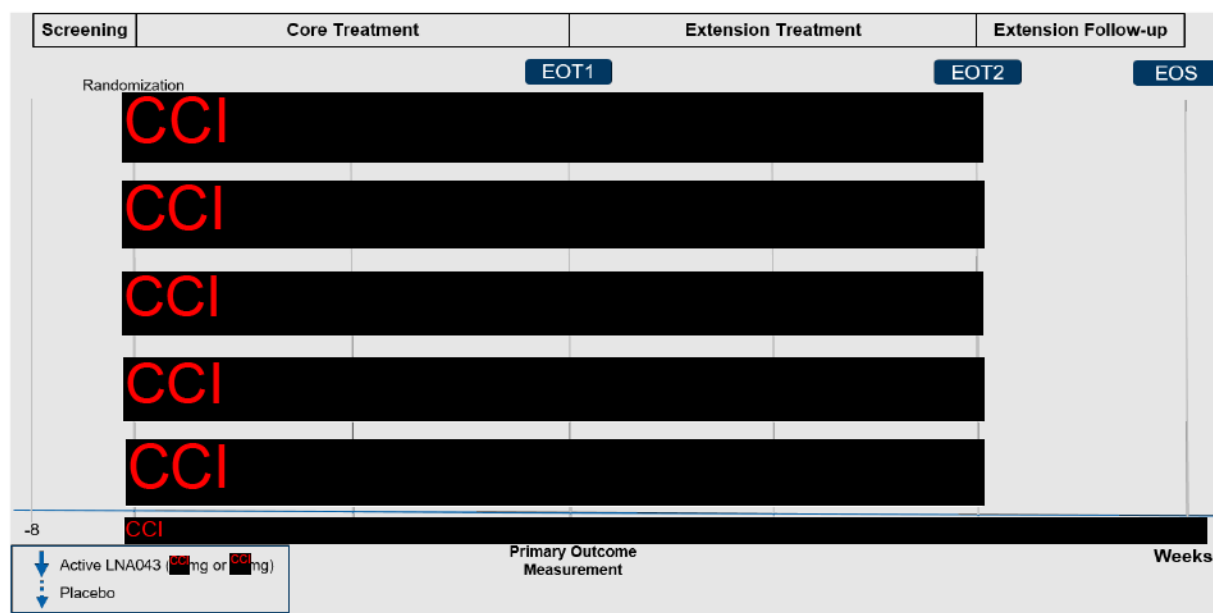 Screening Core Treatment Extension Treatment Extension Follow-up
EOT1 EOT2 EOS
Randomization
CCI
CCI
CCI
CCI
CCI
-8 CCI
Primary Outcome
Measurement
Weeks
Active LNA043 (CCI mg or CCI mg)
Placebo